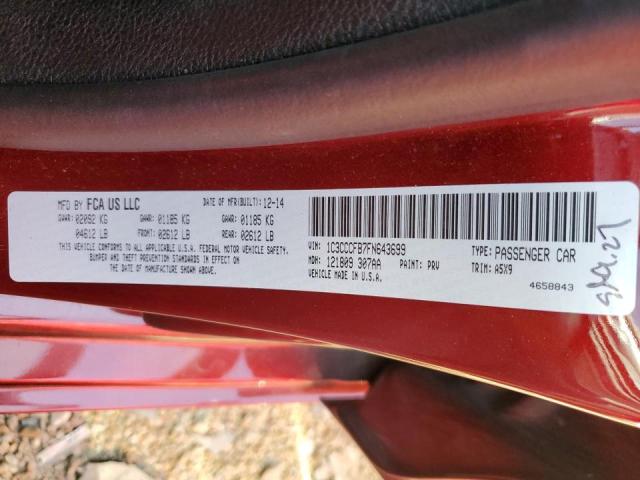 MFD BY FCA US LLC DATE OF MFR(BUILT): 12-14
GVWR: 02092 KG GAWR: 01185 KG GAWR: 01185 KG
04612 LB FRONT: 02612 LB REAR: 02612 LB
THIS VEHICLE CONFORMS TO ALL APPLICABLE U.S.A. FEDERAL MOTOR VEHICLE SAFETY,
BUMPER AND THEFT PREVENTION STANDARDS IN EFFECT ON
THE DATE OF MANUFACTURE SHOWN ABOVE.
VIN: 1C3CCCFB7FN643699 TYPE: PASSENGER CAR
MDH: 121809 307AA PAINT: PRV TRIM: A5X9
VEHICLE MADE IN U.S.A.
4658843